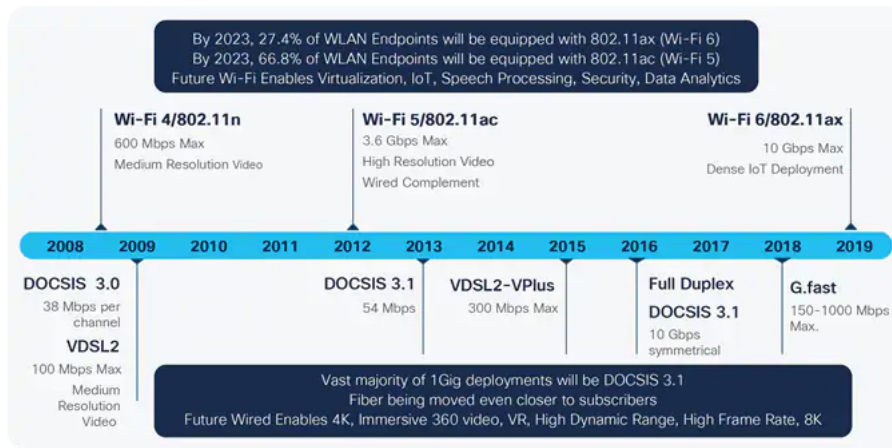 By 2023, 27.4% of WLAN Endpoints will be equipped with 802.11ax (Wi-Fi 6)
By 2023, 66.8% of WLAN Endpoints will be equipped with 802.11ac (Wi-Fi 5)
Future Wi-Fi Enables Virtualization, IoT, Speech Processing, Security, Data Analytics
Wi-Fi 4/802.11n
600 Mbps Max
Medium Resolution Video
Wi-Fi 5/802.11ac
3.6 Gbps Max
High Resolution Video
Wired Complement
Wi-Fi 6/802.11ax
10 Gbps Max
Dense IoT Deployment
2008 2009 2010 2011 2012 2013 2014 2015 2016 2017 2018 2019
DOCSIS 3.0
38 Mbps per
channel
VDSL2
100 Mbps Max
Medium
Resolution
Video
DOCSIS 3.1
54 Mbps
VDSL2-VPlus
300 Mbps Max
Full Duplex
DOCSIS 3.1
10 Gbps
symmetrical
G.fast
150-1000 Mbps
Max.
Vast majority of 1Gig deployments will be DOCSIS 3.1
Fiber being moved even closer to subscribers
Future Wired Enables 4K, Immersive 360 video, VR, High Dynamic Range, High Frame Rate, 8K